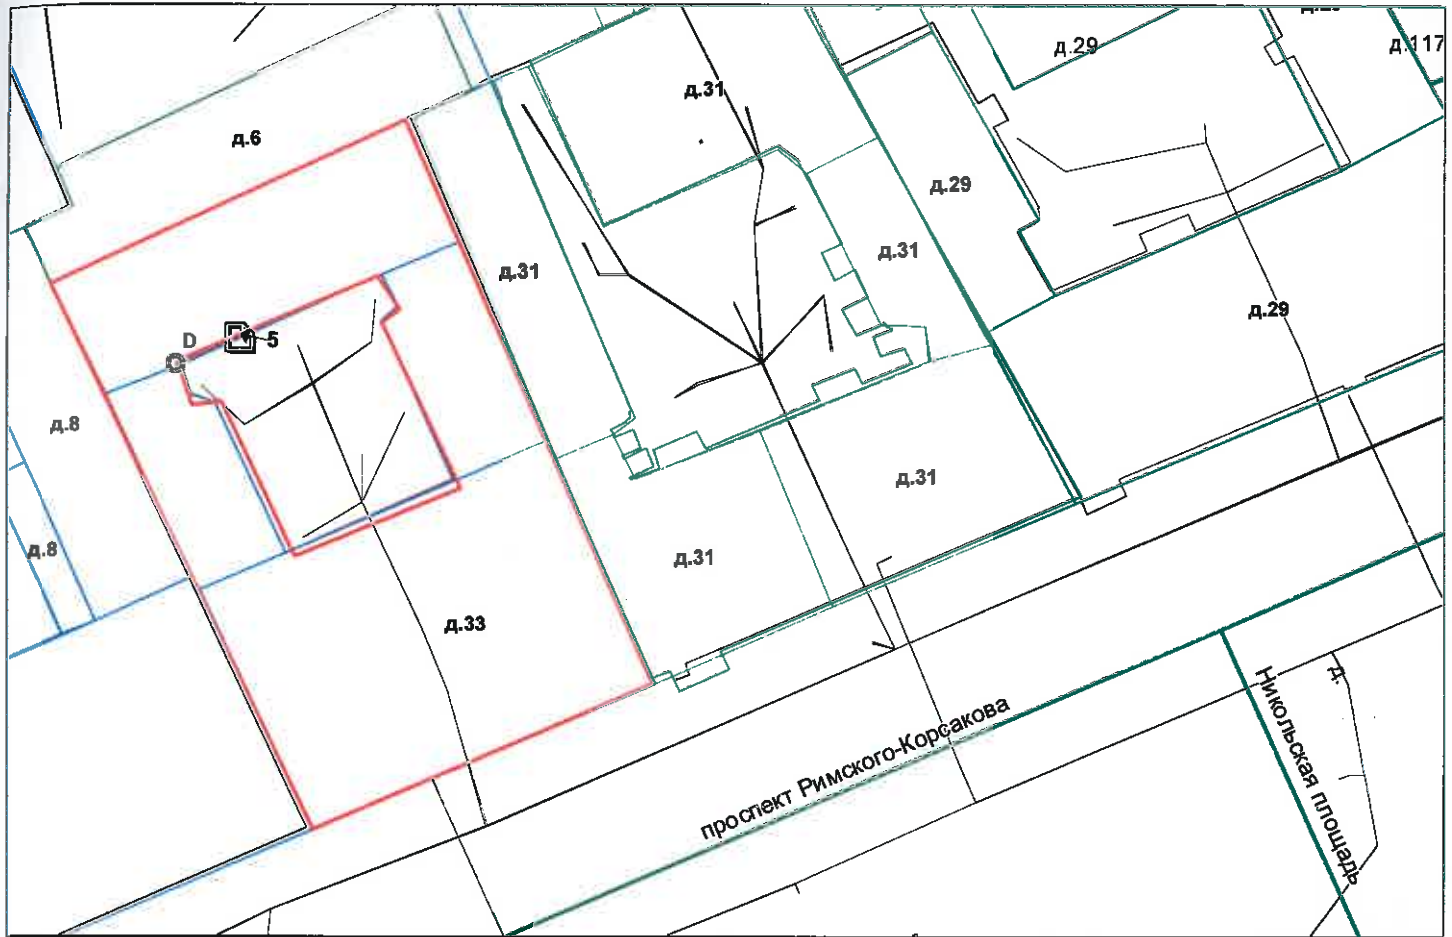 д.29
д.117
д.31
д.6
д.29
д.31
д.31
д.29
D
5
д.8
д.31
д.8
д.31
д.33
д.
проспект Римского-Корсакова
Никольская площадь